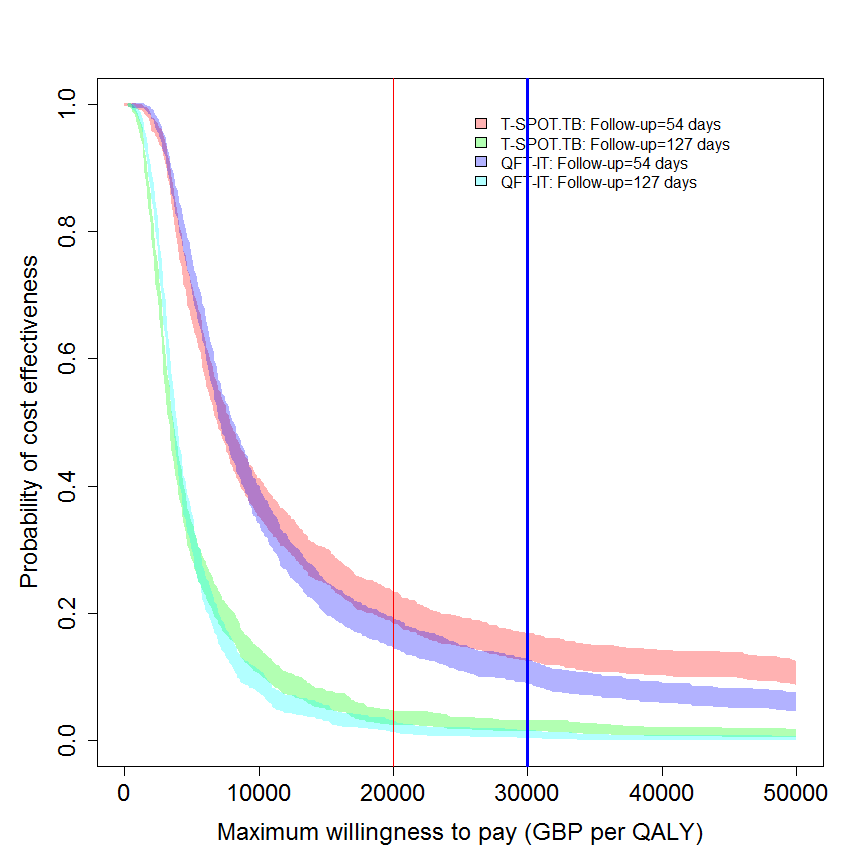 T-SPOT.TB: Follow-up=54 days
T-SPOT.TB: Follow-up=127 days
QFT-IT: Follow-up=54 days
QFT-IT: Follow-up=127 days
Probability of cost effectiveness
1.0
0.8
0.6
0.4
0.2
0.0
0 10000 20000 30000 40000 50000
Maximum willingness to pay (GBP per QALY)